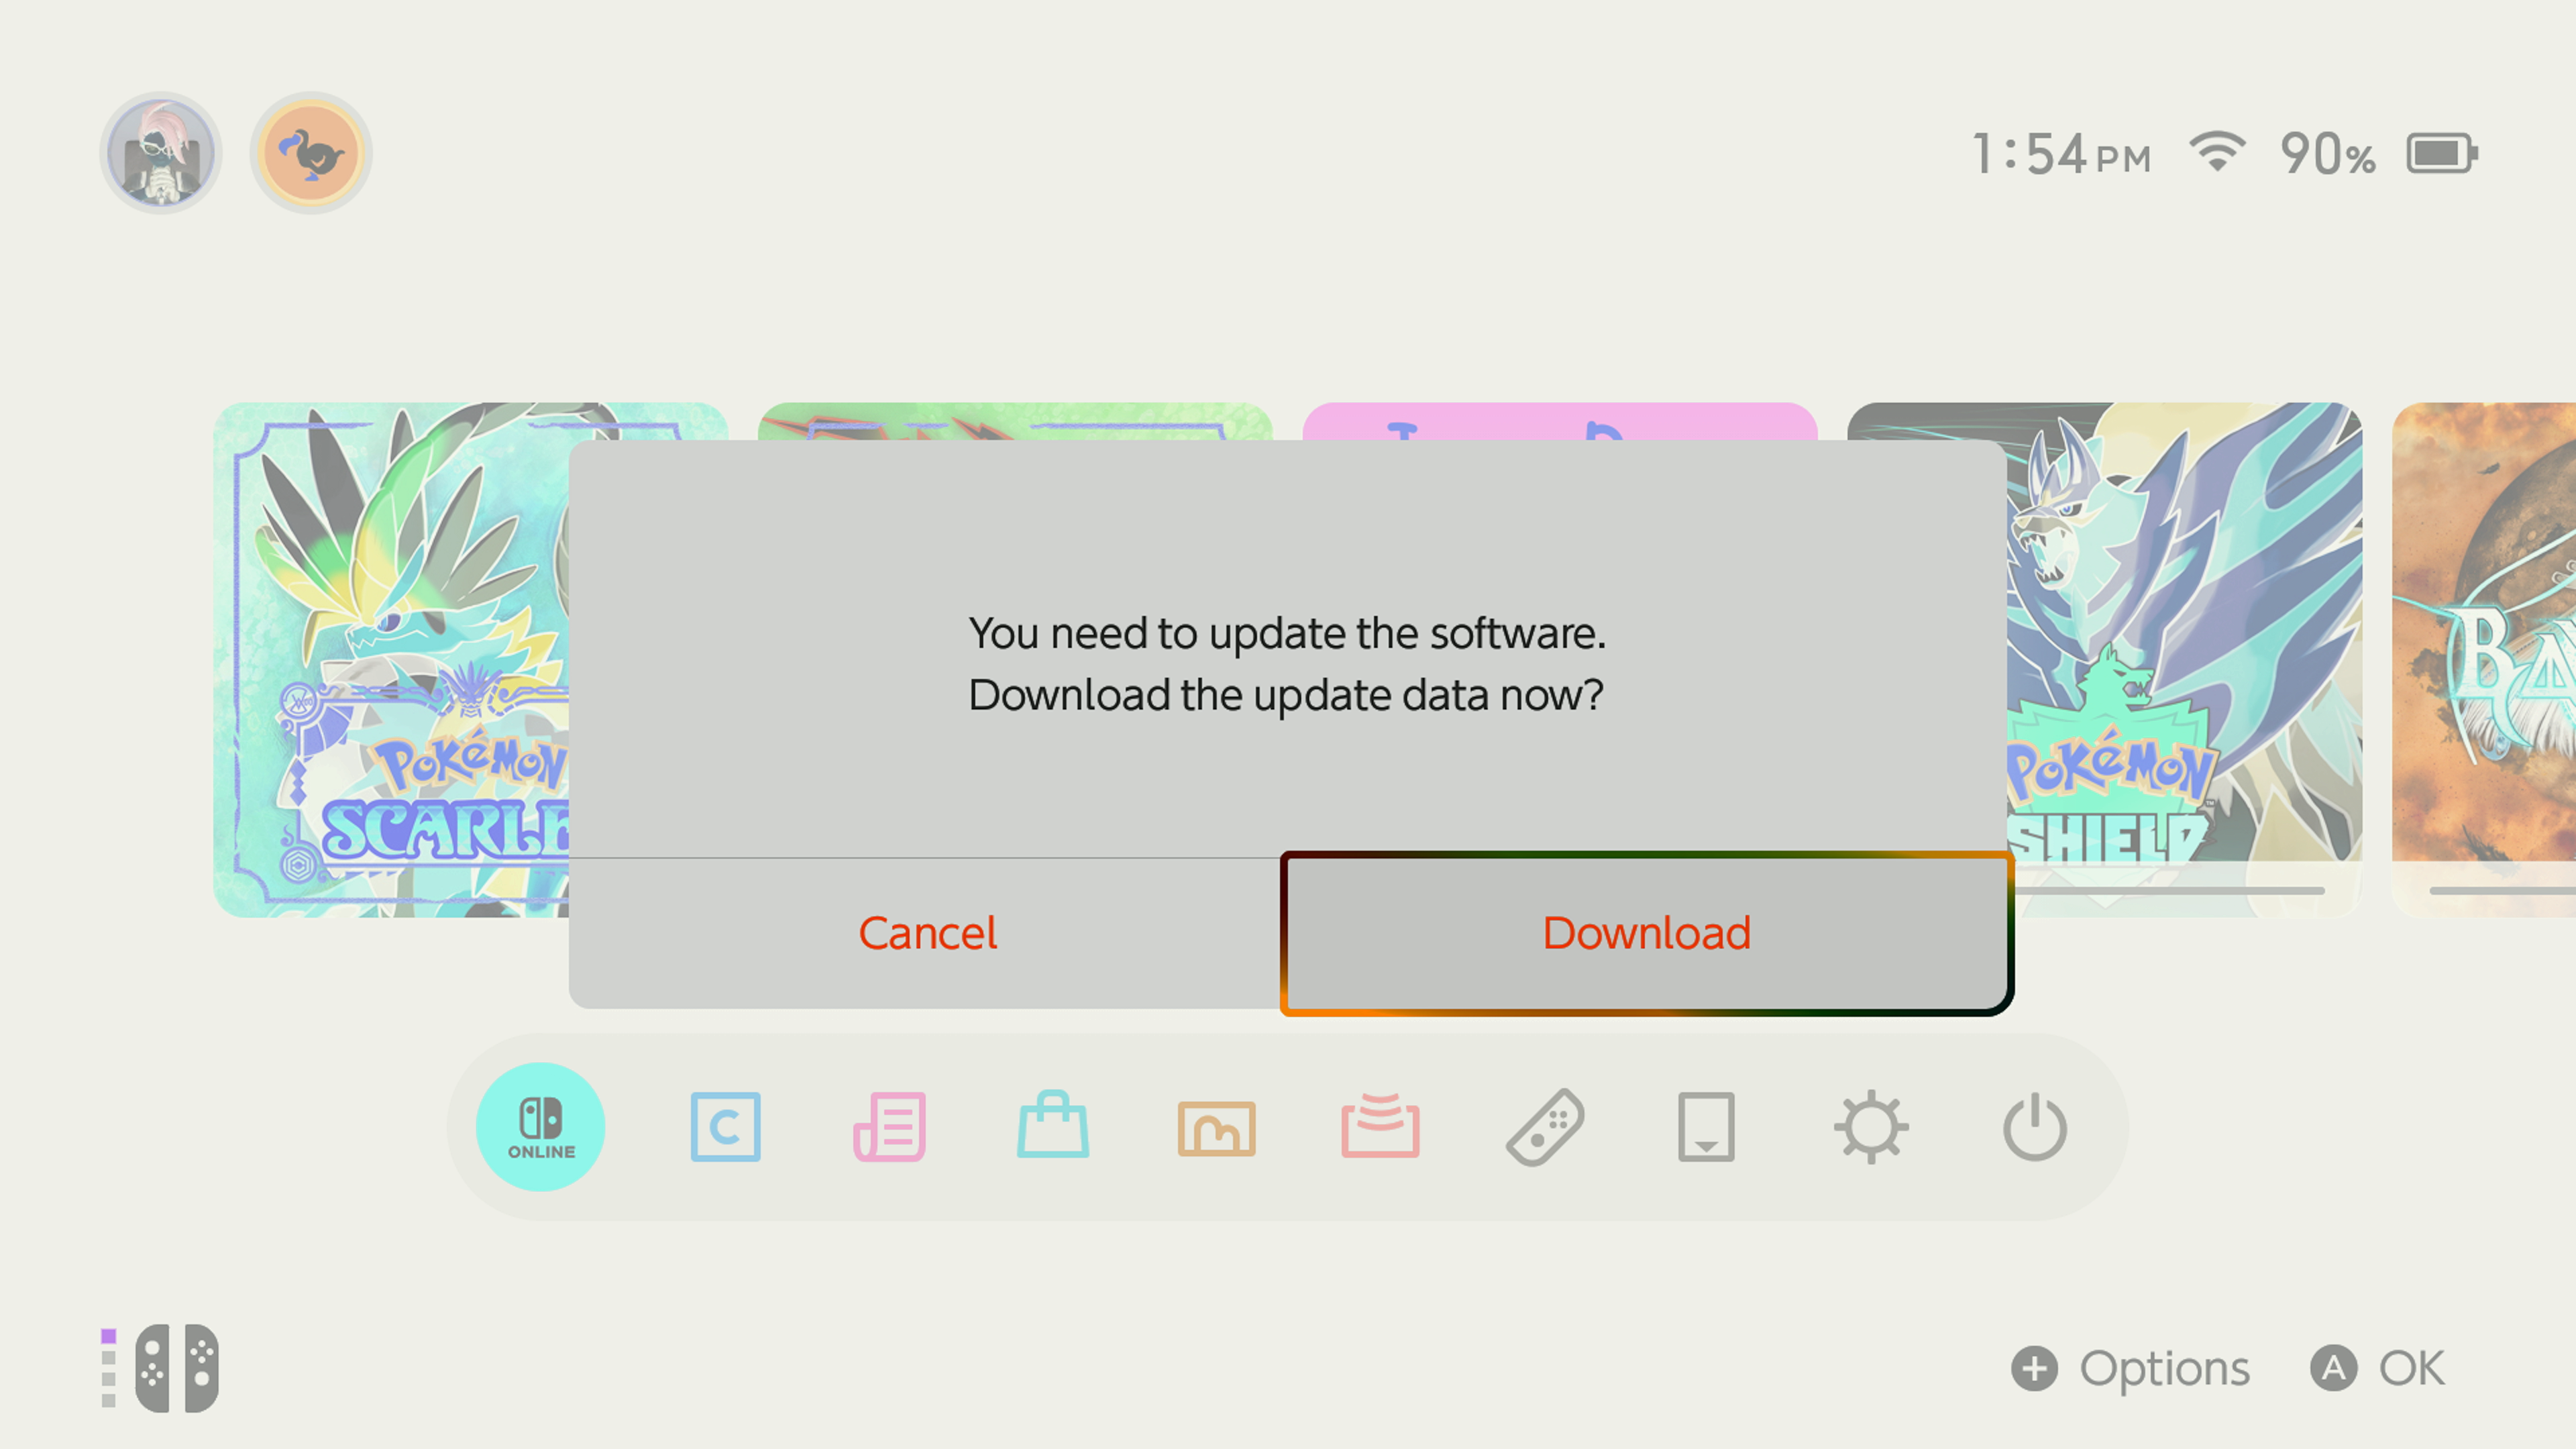 1:54 PM 90%
You need to update the software.
Download the update data now?
POKÉMON
POKÉMON
SHIELD
Cancel
Download
ONLINE
C
+ Options
A OK